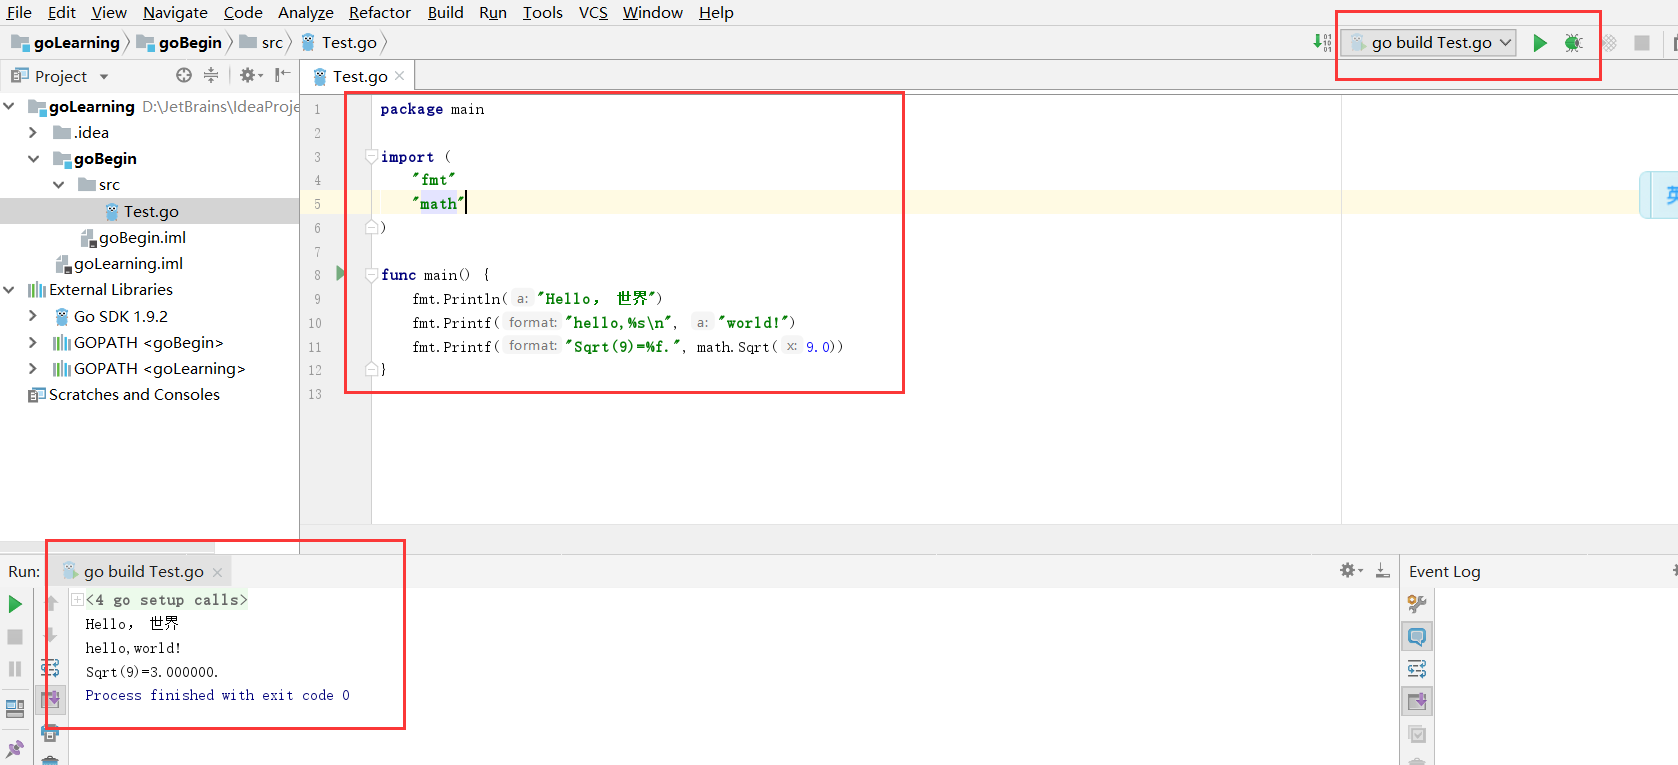 File Edit View Navigate Code Analyze Refactor Build Run Tools VCS Window Help
goLearning goBegin src Test.go
go build Test.go
Project
Test.go
goLearning D:\JetBrains\IdeaProje
.idea
goBegin
src
Test.go
goBegin.iml
goLearning.iml
External Libraries
Go SDK 1.9.2
GOPATH <goBegin>
GOPATH <goLearning>
Scratches and Consoles
1 package main
2
3 import (
4 "fmt"
5 "math"
6 )
7
8 func main() {
9 fmt.Println( a: "Hello， 世界")
10 fmt.Printf( format: "hello,%s\n", a: "world!")
11 fmt.Printf( format: "Sqrt(9)=%f.", math.Sqrt( x: 9.0))
12 }
13
英
Run: go build Test.go
<4 go setup calls>
Hello， 世界
hello,world!
Sqrt(9)=3.000000.
Process finished with exit code 0
Event Log